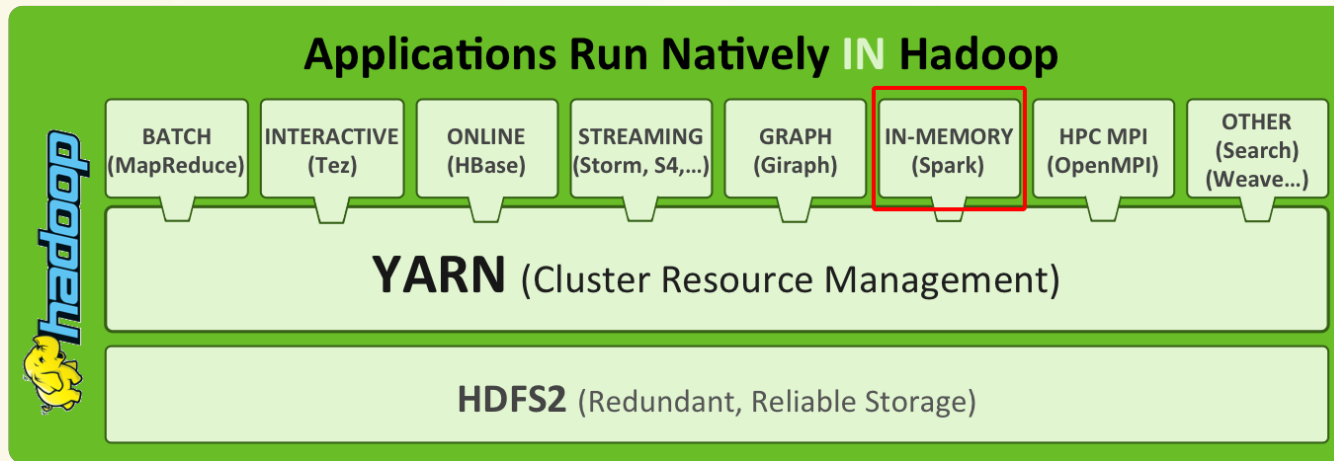 Applications Run Natively IN Hadoop
hadoop
BATCH
(MapReduce)
INTERACTIVE
(Tez)
ONLINE
(HBase)
STREAMING
(Storm, S4,...)
GRAPH
(Giraph)
IN-MEMORY
(Spark)
HPC MPI
(OpenMPI)
OTHER
(Search)
(Weave...)
YARN (Cluster Resource Management)
HDFS2 (Redundant, Reliable Storage)